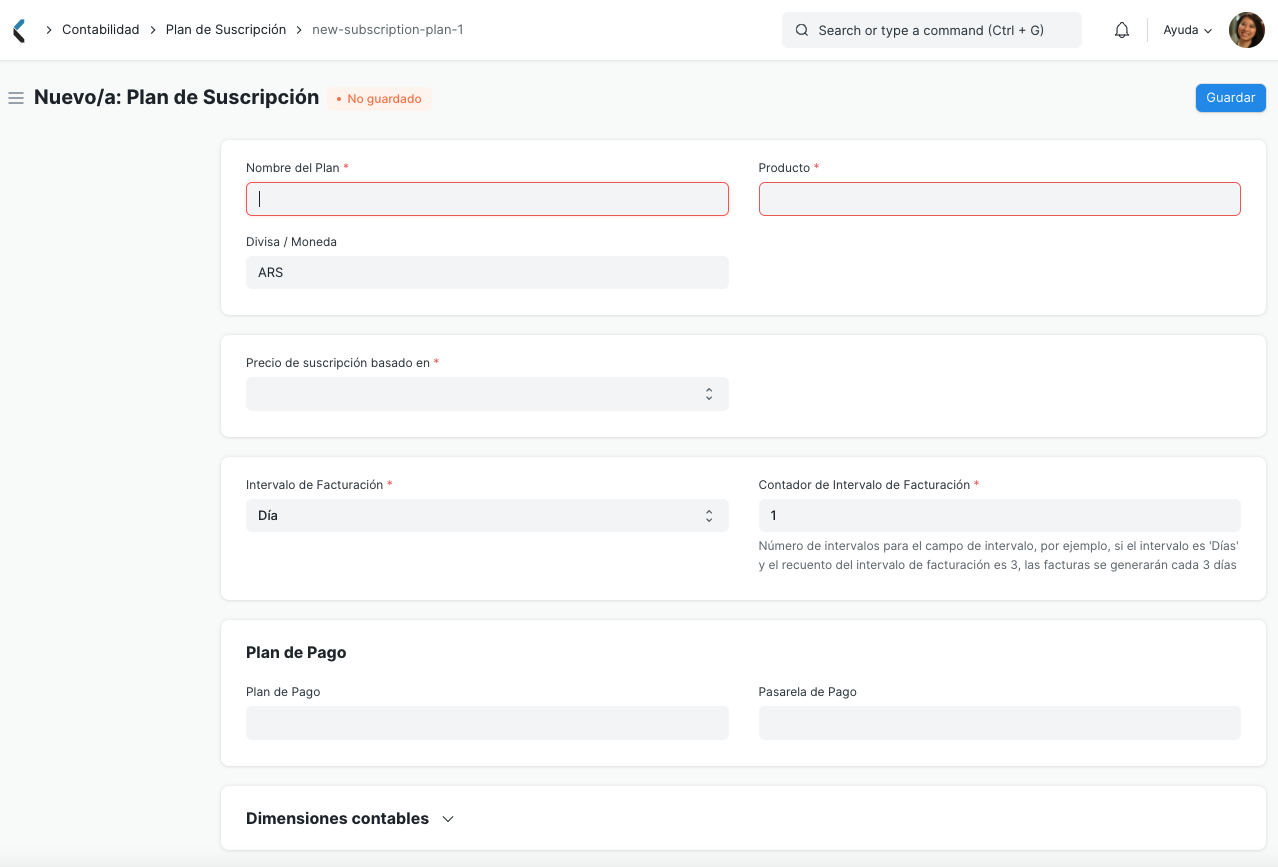 Contabilidad Plan de Suscripción new-subscription-plan-1 Search or type a command (Ctrl + G) Ayuda
Nuevo/a: Plan de Suscripción • No guardado Guardar
Nombre del Plan * Producto *
Divisa / Moneda
ARS
Precio de suscripción basado en *
Intervalo de Facturación * Contador de Intervalo de Facturación *
Día 1
Número de intervalos para el campo de intervalo, por ejemplo, si el intervalo es 'Días'
y el recuento del intervalo de facturación es 3, las facturas se generarán cada 3 días
Plan de Pago
Plan de Pago Pasarela de Pago
Dimensiones contables